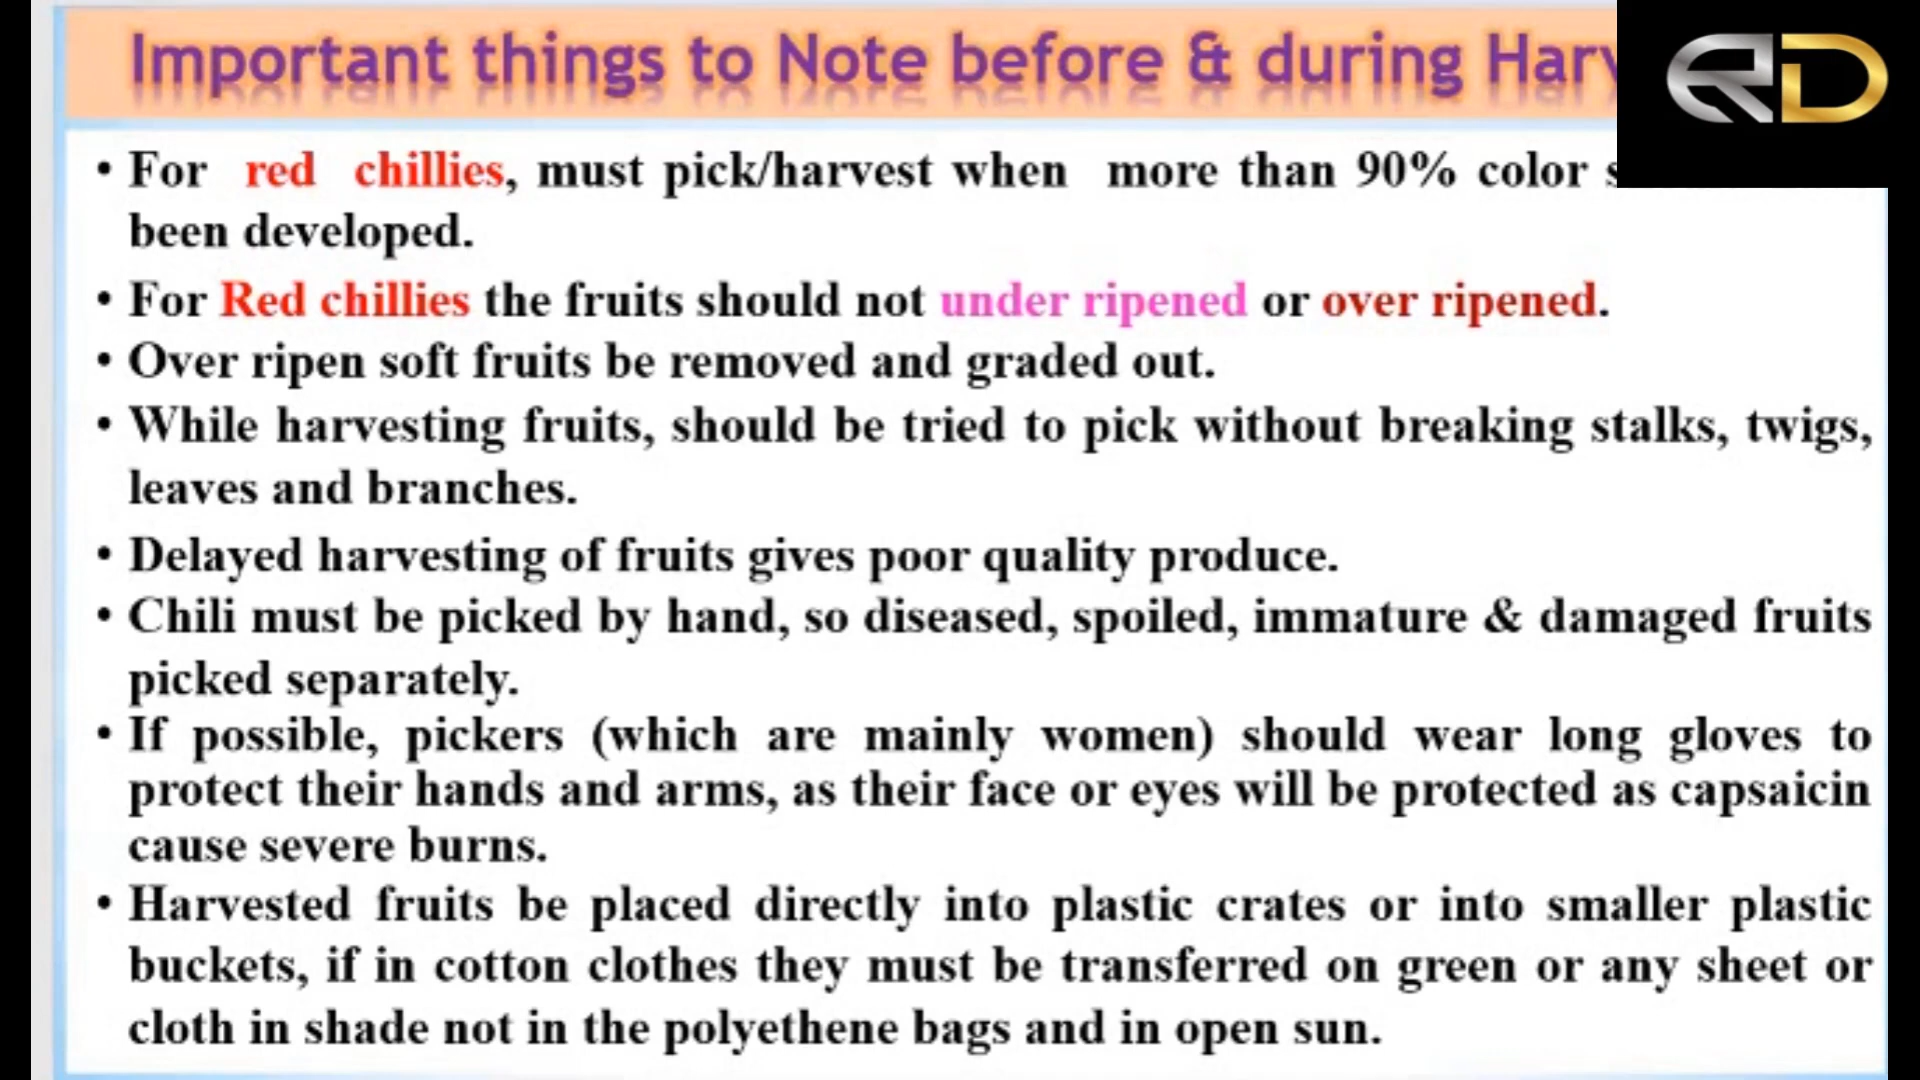 Important things to Note before & during
RD
• For red chillies, must pick/harvest when more than 90% color
been developed.
• For Red chillies the fruits should not under ripened or over ripened.
• Over ripen soft fruits be removed and graded out.
• While harvesting fruits, should be tried to pick without breaking stalks, twigs,
leaves and branches.
• Delayed harvesting of fruits gives poor quality produce.
• Chili must be picked by hand, so diseased, spoiled, immature & damaged fruits
picked separately.
• If possible, pickers (which are mainly women) should wear long gloves to
protect their hands and arms, as their face or eyes will be protected as capsaicin
cause severe burns.
• Harvested fruits be placed directly into plastic crates or into smaller plastic
buckets, if in cotton clothes they must be transferred on green or any sheet or
cloth in shade not in the polyethene bags and in open sun.